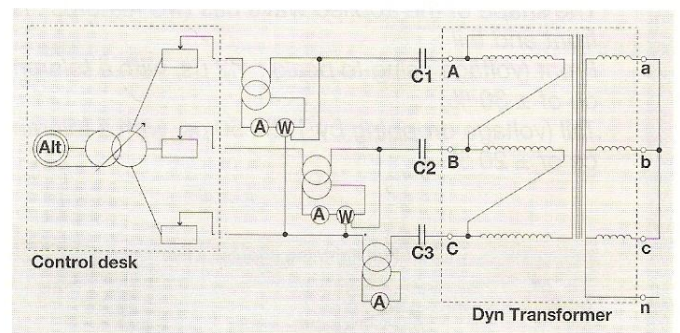 C1 A a
Alt
A W
C2 B b
A W
C3 C c
Control desk
A
n
Dyn Transformer